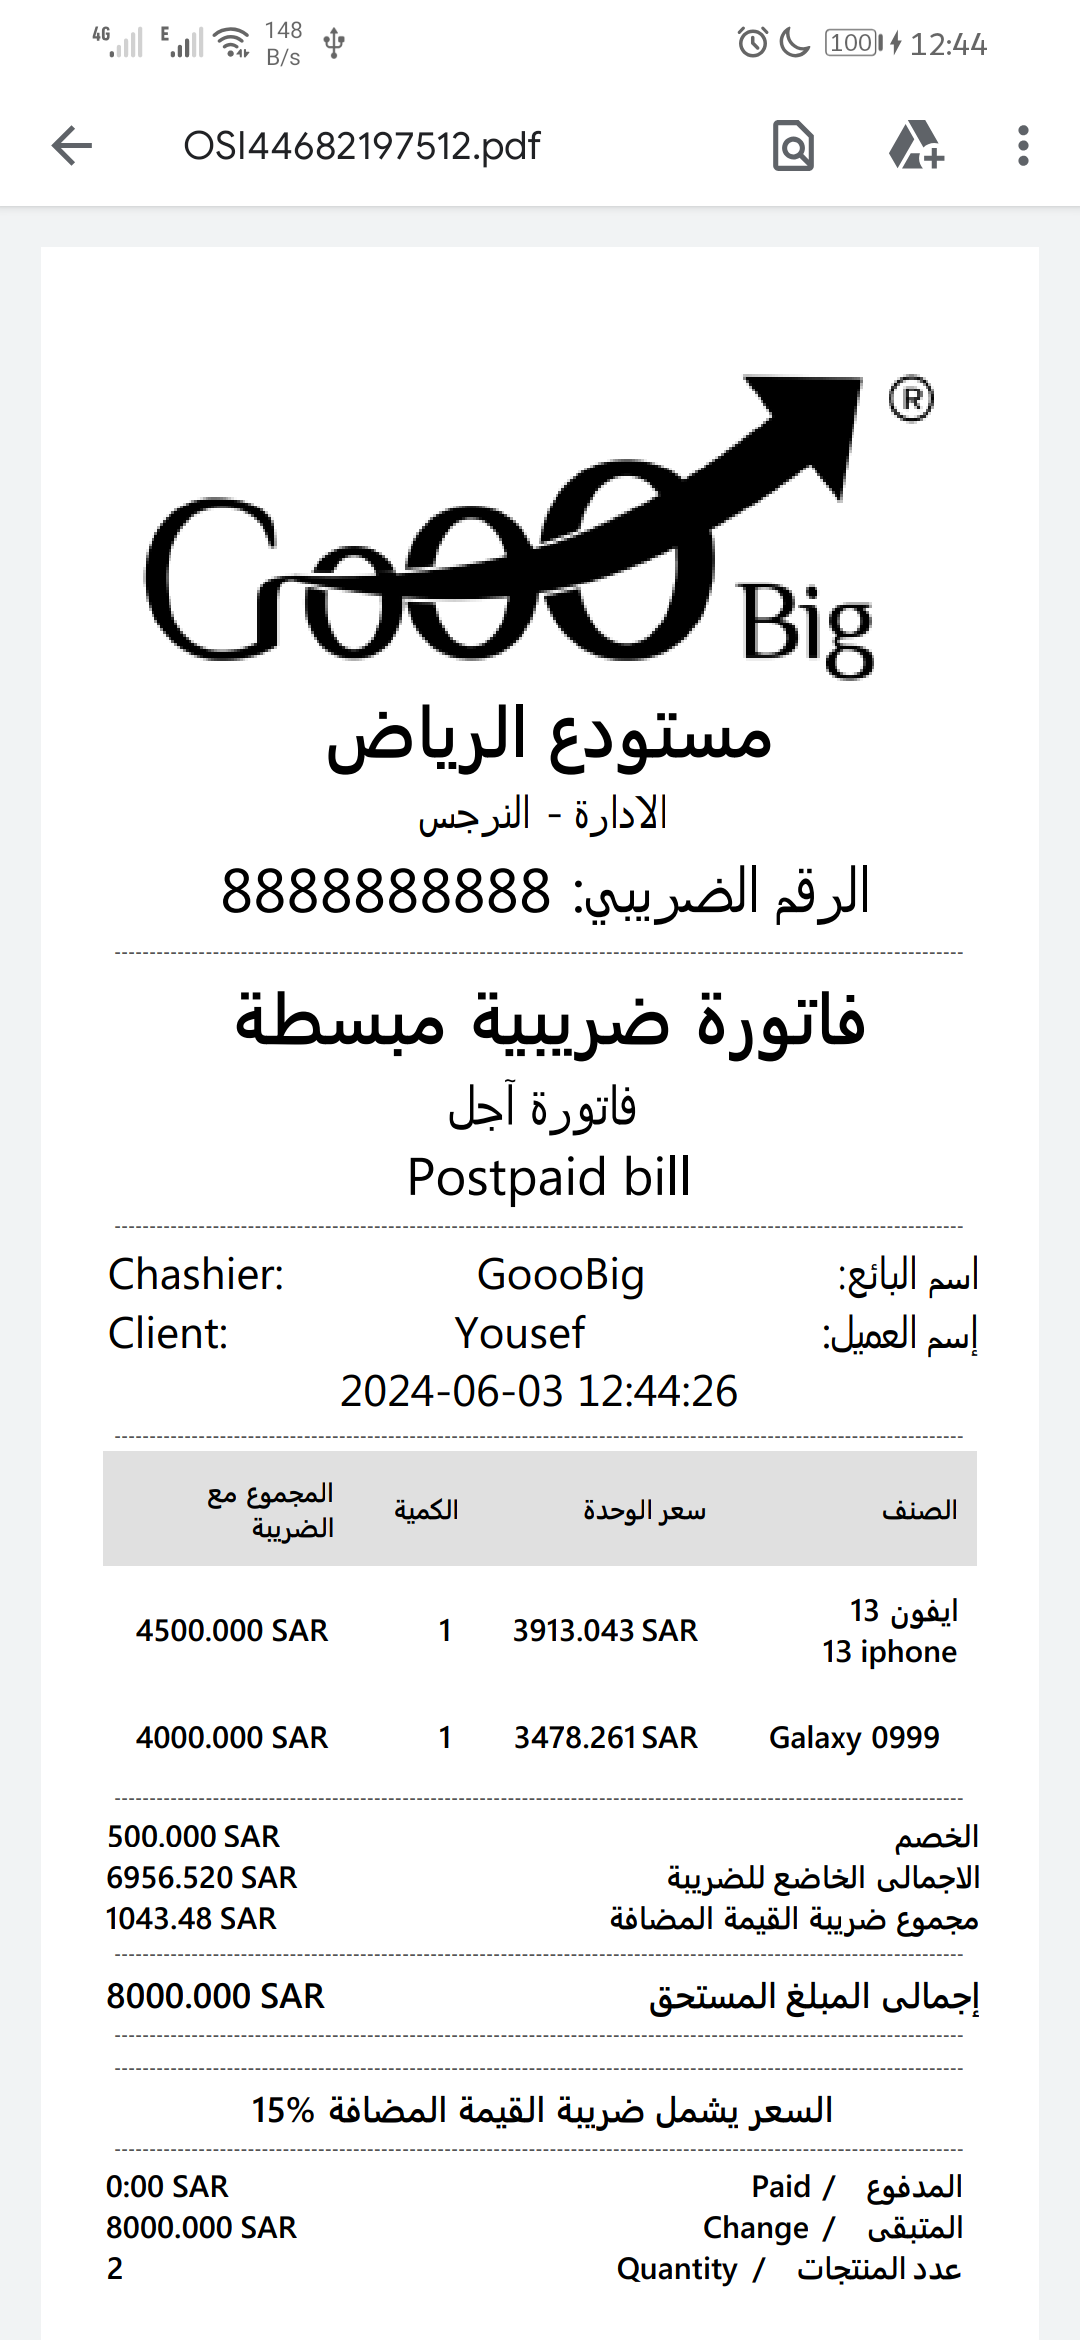 4G E 148 B/s 100 12:44
OSI44682197512.pdf
GoooBig ®
مستودع الرياض
الادارة - النرجس
الرقم الضريبي: 8888888888
فاتورة ضريبية مبسطة
فاتورة آجل
Postpaid bill
Chashier: GoooBig اسم البائع:
Client: Yousef إسم العميل:
2024-06-03 12:44:26
الصنف سعر الوحدة الكمية المجموع مع الضريبة
ايفون 13
13 iphone 3913.043 SAR 1 4500.000 SAR
Galaxy 0999 3478.261 SAR 1 4000.000 SAR
الخصم 500.000 SAR
الاجمالى الخاضع للضريبة 6956.520 SAR
مجموع ضريبة القيمة المضافة 1043.48 SAR
إجمالى المبلغ المستحق 8000.000 SAR
السعر يشمل ضريبة القيمة المضافة 15%
المدفوع / Paid 0:00 SAR
المتبقى / Change 8000.000 SAR
عدد المنتجات / Quantity 2